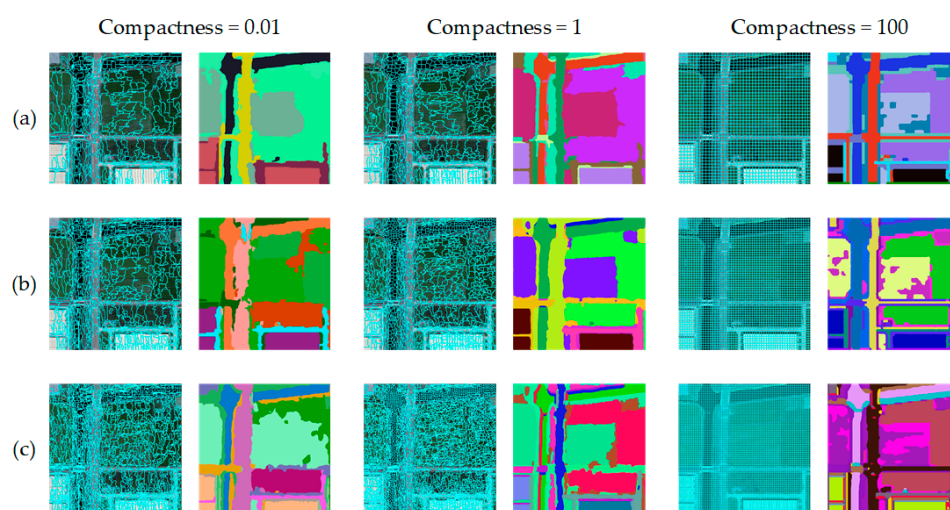 Compactness = 0.01
Compactness = 1
Compactness = 100
(a)
(b)
(c)